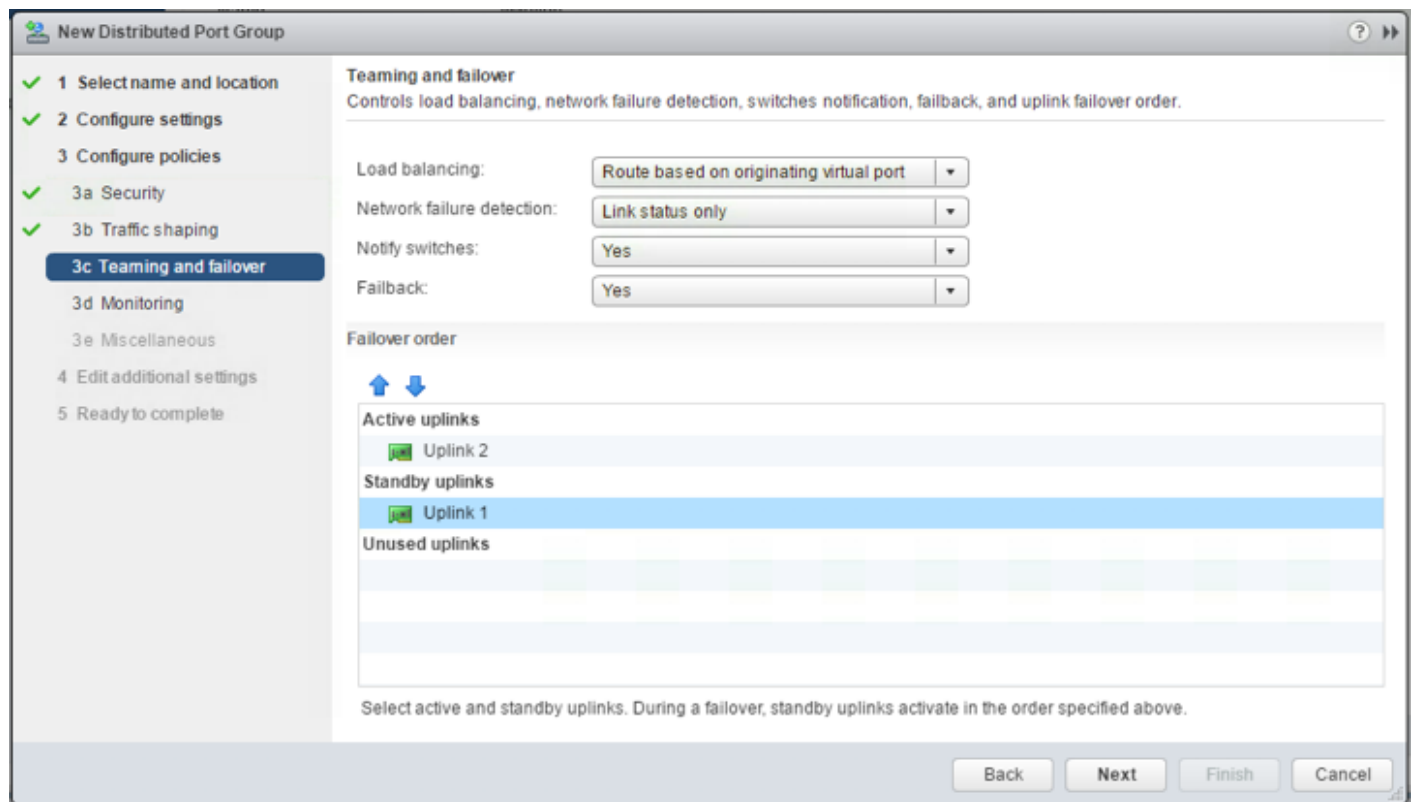 New Distributed Port Group
1 Select name and location
2 Configure settings
3 Configure policies
3a Security
3b Traffic shaping
3c Teaming and failover
3d Monitoring
3e Miscellaneous
4 Edit additional settings
5 Ready to complete
Teaming and failover
Controls load balancing, network failure detection, switches notification, failback, and uplink failover order.
Load balancing: Route based on originating virtual port
Network failure detection: Link status only
Notify switches: Yes
Failback: Yes
Failover order
Active uplinks
Uplink 2
Standby uplinks
Uplink 1
Unused uplinks
Select active and standby uplinks. During a failover, standby uplinks activate in the order specified above.
Back Next Finish Cancel